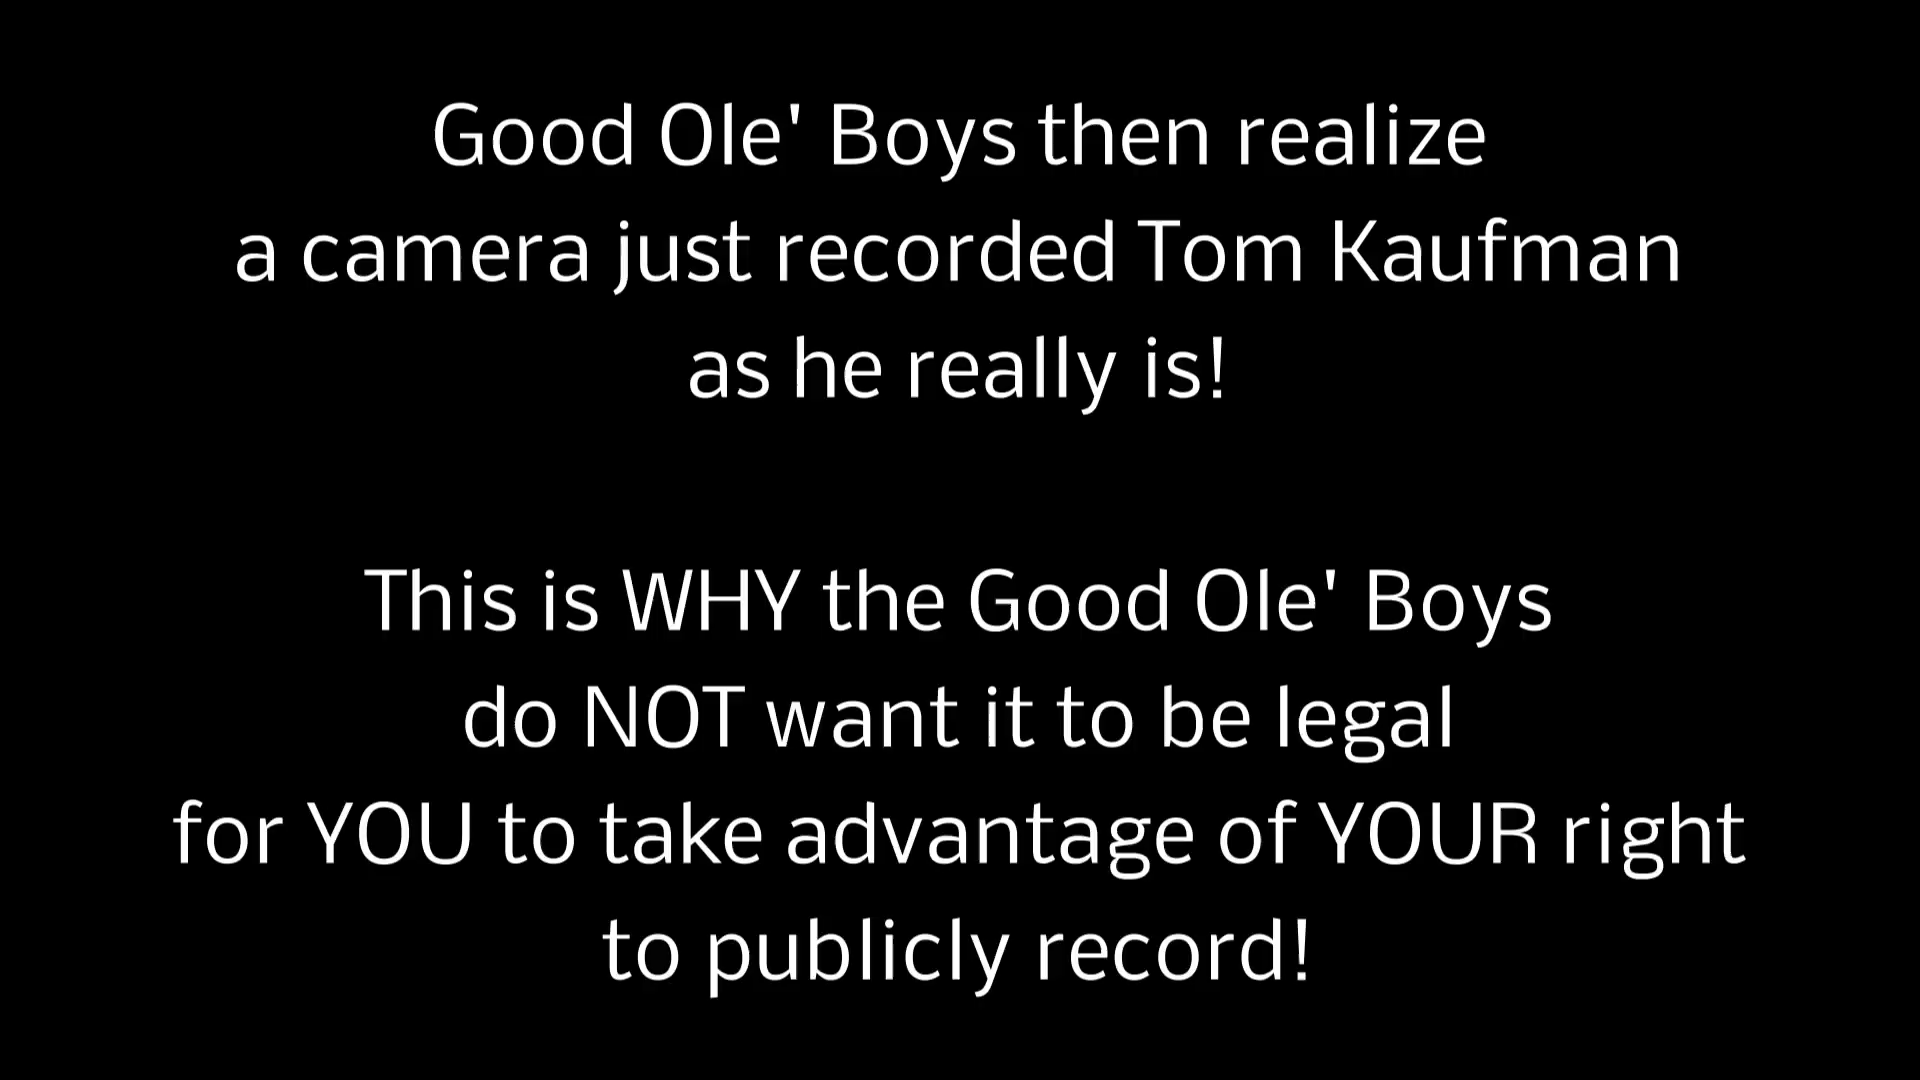 Good Ole' Boys then realize
a camera just recorded Tom Kaufman
as he really is!
This is WHY the Good Ole' Boys
do NOT want it to be legal
for YOU to take advantage of YOUR right
to publicly record!